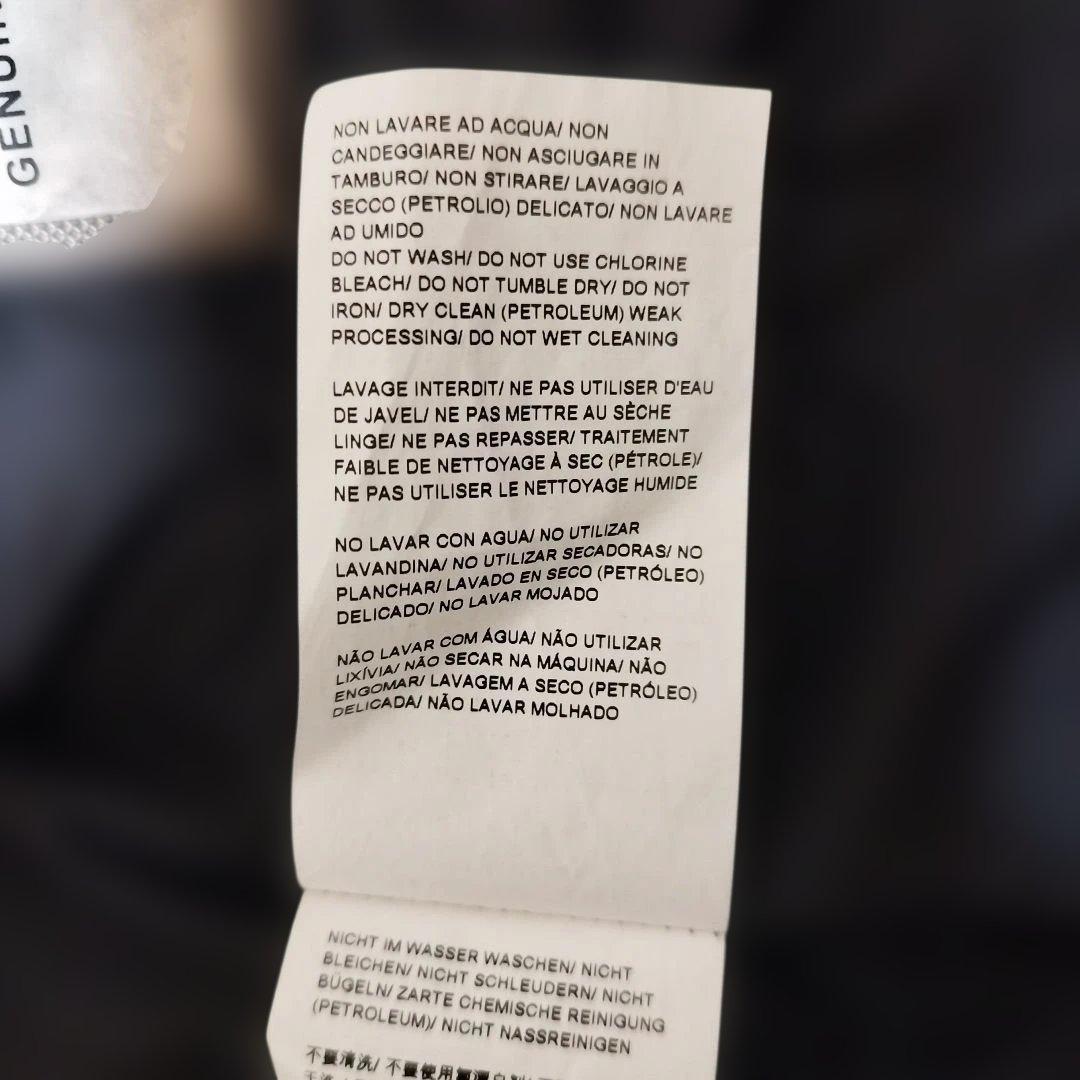 GENUI
NON LAVARE AD ACQUA/ NON
CANDEGGIARE/ NON ASCIUGARE IN
TAMBURO/ NON STIRARE/ LAVAGGIO A
SECCO (PETROLIO) DELICATO/ NON LAVARE
AD UMIDO
DO NOT WASH/ DO NOT USE CHLORINE
BLEACH/ DO NOT TUMBLE DRY/ DO NOT
IRON/ DRY CLEAN (PETROLEUM) WEAK
PROCESSING/ DO NOT WET CLEANING
LAVAGE INTERDIT/ NE PAS UTILISER D'EAU
DE JAVEL/ NE PAS METTRE AU SÈCHE
LINGE/ NE PAS REPASSER/ TRAITEMENT
FAIBLE DE NETTOYAGE À SEC (PÉTROLE)/
NE PAS UTILISER LE NETTOYAGE HUMIDE
NO LAVAR CON AGUA/ NO UTILIZAR
LAVANDINA/ NO UTILIZAR SECADORAS/ NO
PLANCHAR/ LAVADO EN SECO (PETRÓLEO)
DELICADO/ NO LAVAR MOJADO
NÃO LAVAR COM ÁGUA/ NÃO UTILIZAR
LIXÍVIA/ NÃO SECAR NA MÁQUINA/ NÃO
ENGOMAR/ LAVAGEM A SECO (PETRÓLEO)
DELICADA/ NÃO LAVAR MOLHADO
NICHT IM WASSER WASCHEN/ NICHT
BLEICHEN/ NICHT SCHLEUDERN/ NICHT
BÜGELN/ ZARTE CHEMISCHE REINIGUNG
(PETROLEUM)/ NICHT NASSREINIGEN
不要清洗/ 不要使用